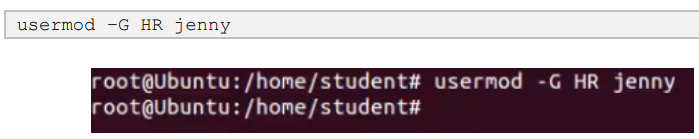 usermod –G HR jenny
root@Ubuntu:/home/student# usermod -G HR jenny
root@Ubuntu:/home/student#